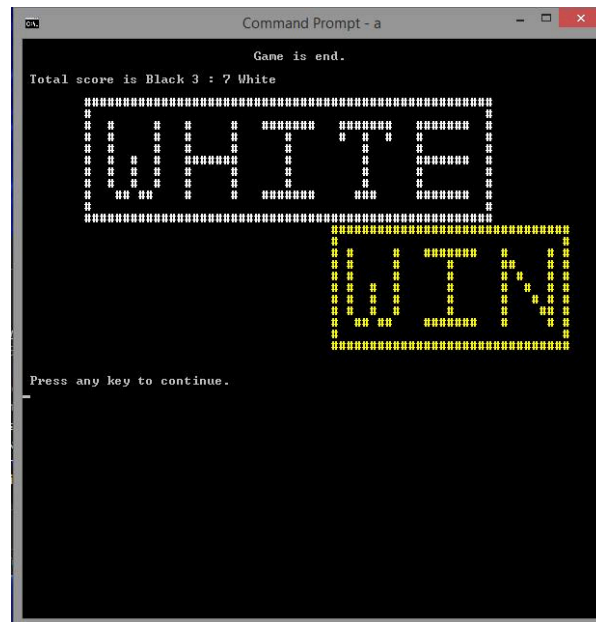 Command Prompt - a
Game is end.
Total score is Black 3 : 7 White
WHITE
WIN
Press any key to continue.